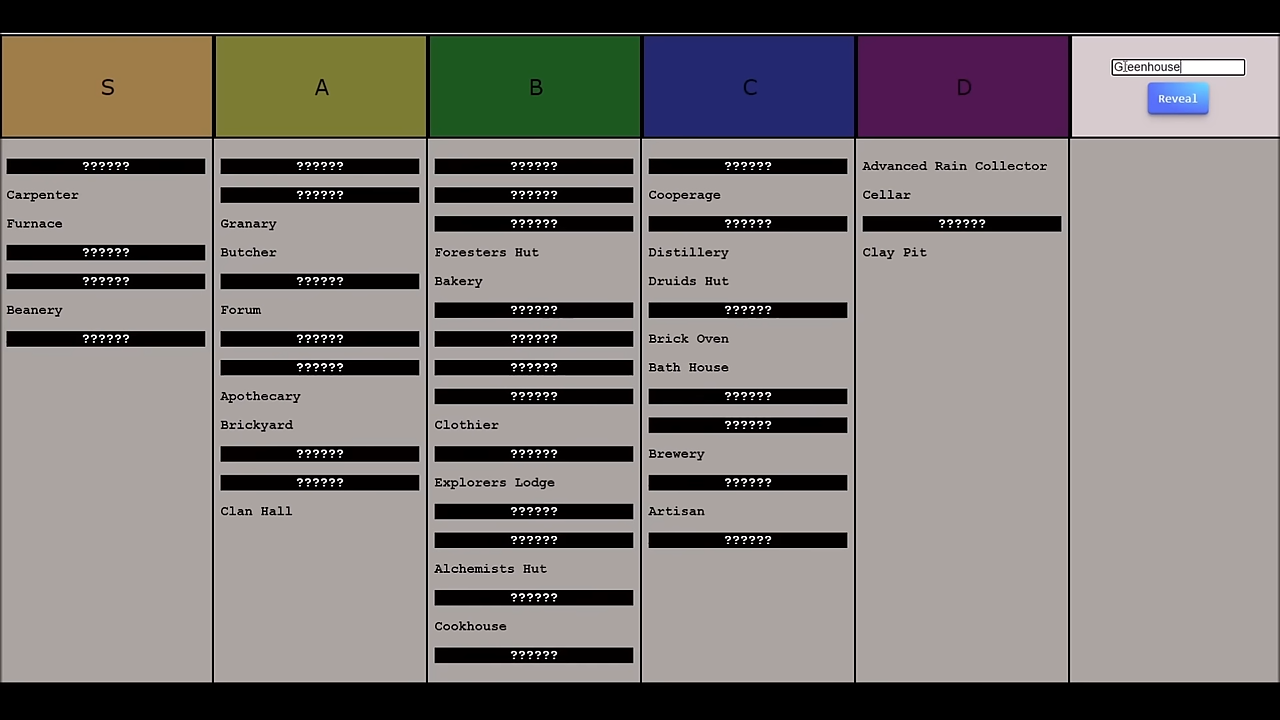 S
A
B
C
D
Greenhouse
Reveal
??????
Carpenter
Furnace
??????
??????
Beanery
??????
??????
??????
Granary
Butcher
??????
Forum
??????
??????
Apothecary
Brickyard
??????
??????
Clan Hall
??????
??????
??????
Foresters Hut
Bakery
??????
??????
??????
??????
Clothier
??????
Explorers Lodge
??????
??????
Alchemists Hut
??????
Cookhouse
??????
??????
Cooperage
??????
Distillery
Druids Hut
??????
Brick Oven
Bath House
??????
??????
Brewery
??????
Artisan
??????
Advanced Rain Collector
Cellar
??????
Clay Pit